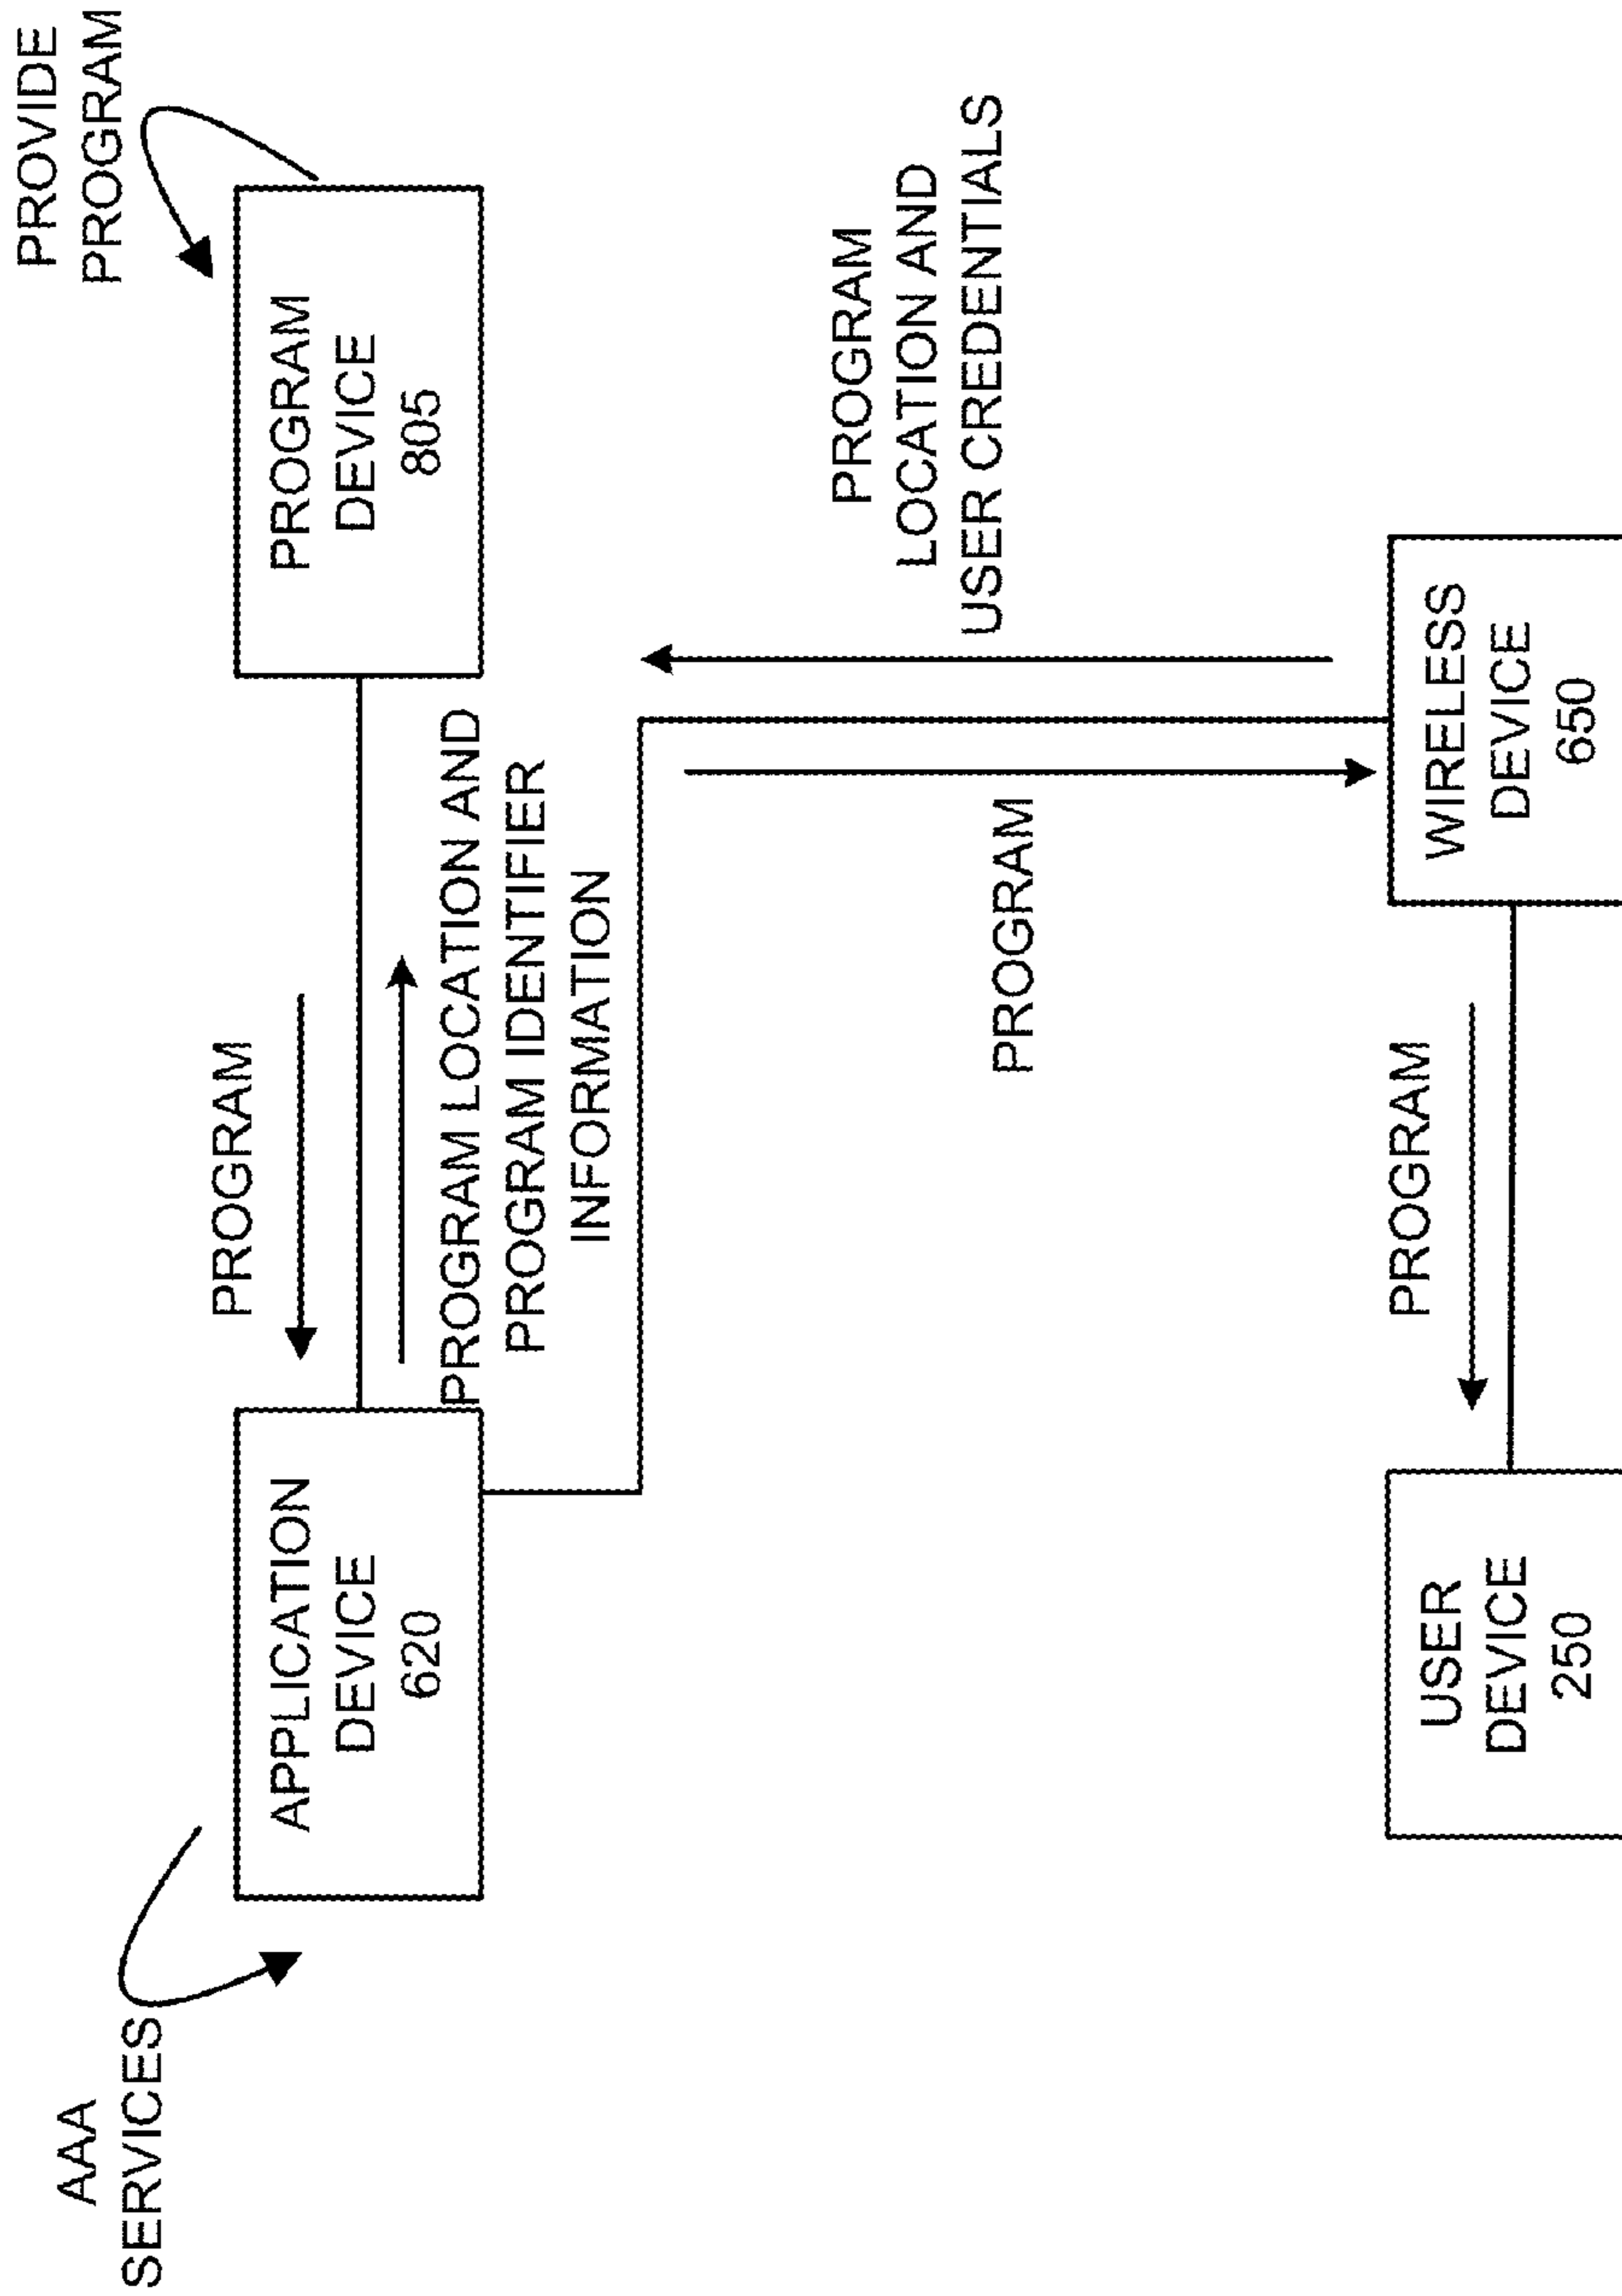 AAA
SERVICES
PROVIDE
PROGRAM
APPLICATION
DEVICE
620
PROGRAM
PROGRAM LOCATION AND
PROGRAM IDENTIFIER
INFORMATION
PROGRAM
DEVICE
805
PROGRAM
LOCATION AND
USER CREDENTIALS
PROGRAM
USER
DEVICE
250
PROGRAM
WIRELESS
DEVICE
650